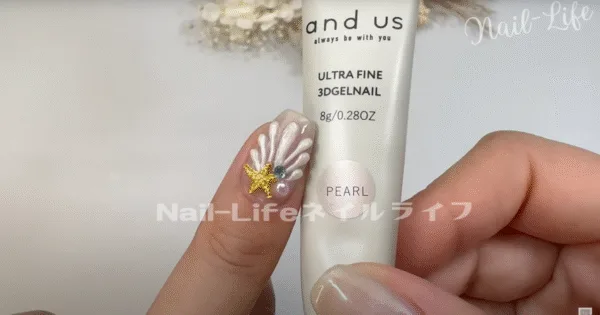 and us
always be with you
Nail-Life
ULTRA FINE
3DGELNAIL
8g/0.28OZ
PEARL
Nail-Lifeネイルライフ